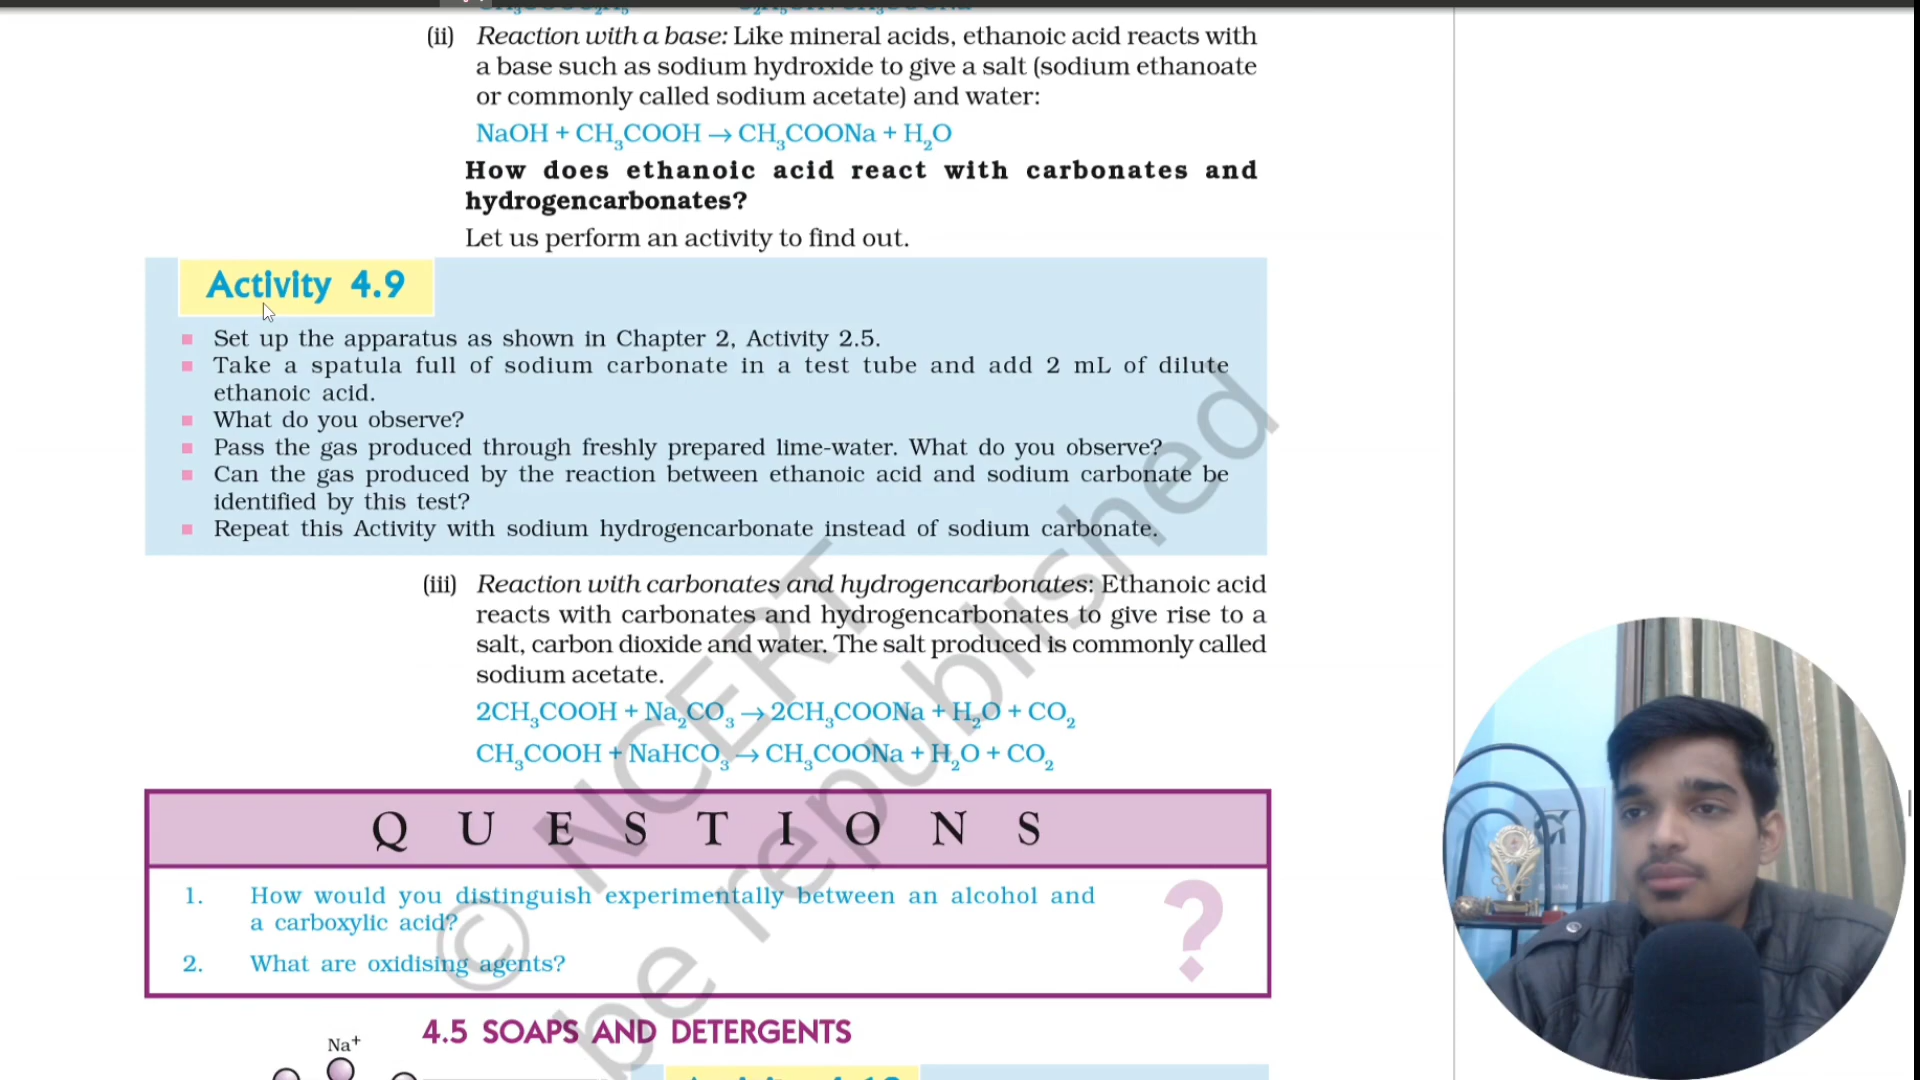 (ii) Reaction with a base: Like mineral acids, ethanoic acid reacts with
a base such as sodium hydroxide to give a salt (sodium ethanoate
or commonly called sodium acetate) and water:
NaOH + CH₃COOH → CH₃COONa + H₂O
How does ethanoic acid react with carbonates and
hydrogencarbonates?
Let us perform an activity to find out.
Activity 4.9
Set up the apparatus as shown in Chapter 2, Activity 2.5.
Take a spatula full of sodium carbonate in a test tube and add 2 mL of dilute
ethanoic acid.
What do you observe?
Pass the gas produced through freshly prepared lime-water. What do you observe?
Can the gas produced by the reaction between ethanoic acid and sodium carbonate be
identified by this test?
Repeat this Activity with sodium hydrogencarbonate instead of sodium carbonate.
(iii) Reaction with carbonates and hydrogencarbonates: Ethanoic acid
reacts with carbonates and hydrogencarbonates to give rise to a
salt, carbon dioxide and water. The salt produced is commonly called
sodium acetate.
2CH₃COOH + Na₂CO₃ → 2CH₃COONa + H₂O + CO₂
CH₃COOH + NaHCO₃ → CH₃COONa + H₂O + CO₂
QUESTIONS
1. How would you distinguish experimentally between an alcohol and
a carboxylic acid?
2. What are oxidising agents?
?
© NCERT
be republished
4.5 SOAPS AND DETERGENTS
Na⁺